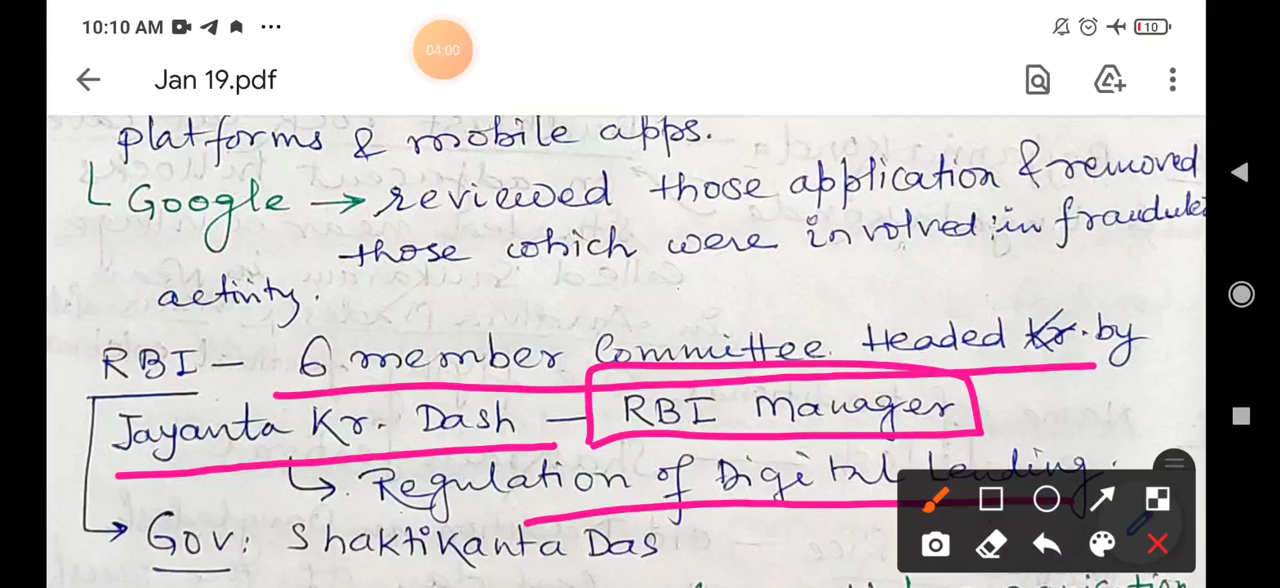 10:10 AM ... 10
04:00
Jan 19.pdf
platforms & mobile apps.
Google → reviewed those application & removed
those which were involved in
activity.
RBI - 6 member Committee Headed by
Jayanta Kr. Dash - RBI Manager
↳ Regulation of Digital Lending.
→ Gov: Shaktikanta Das